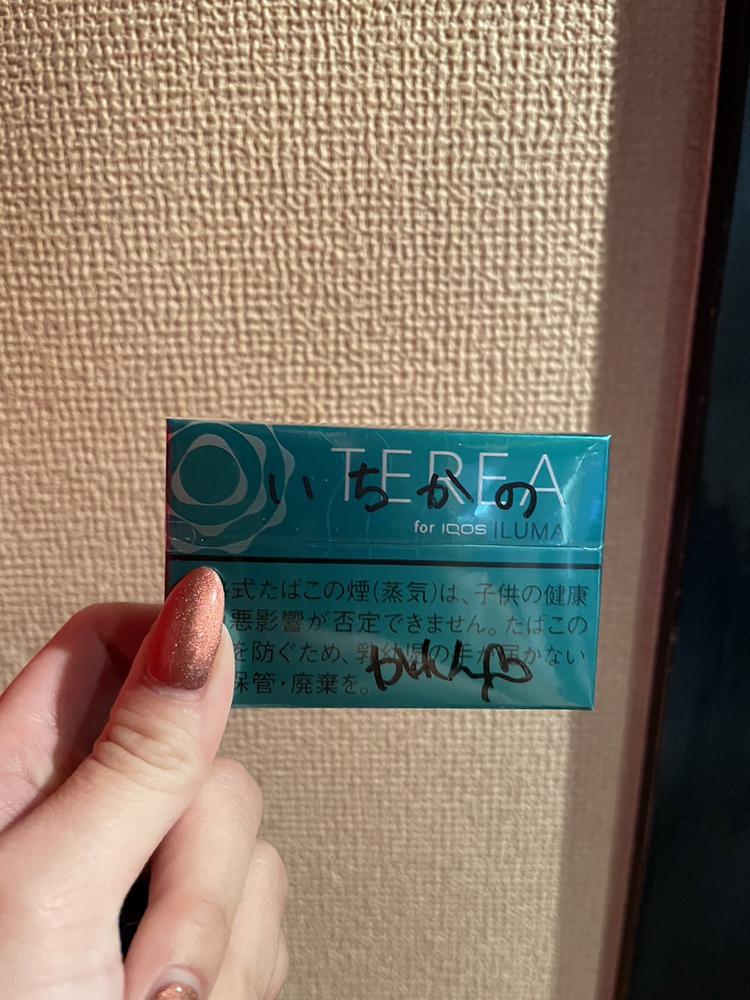 TEREA
いちかの
for IQOS ILUMA
式たばこの煙(蒸気)は、子供の健康
悪影響が否定できません。たばこの
を防ぐため、乳幼児の手が届かない
保管・廃棄を。